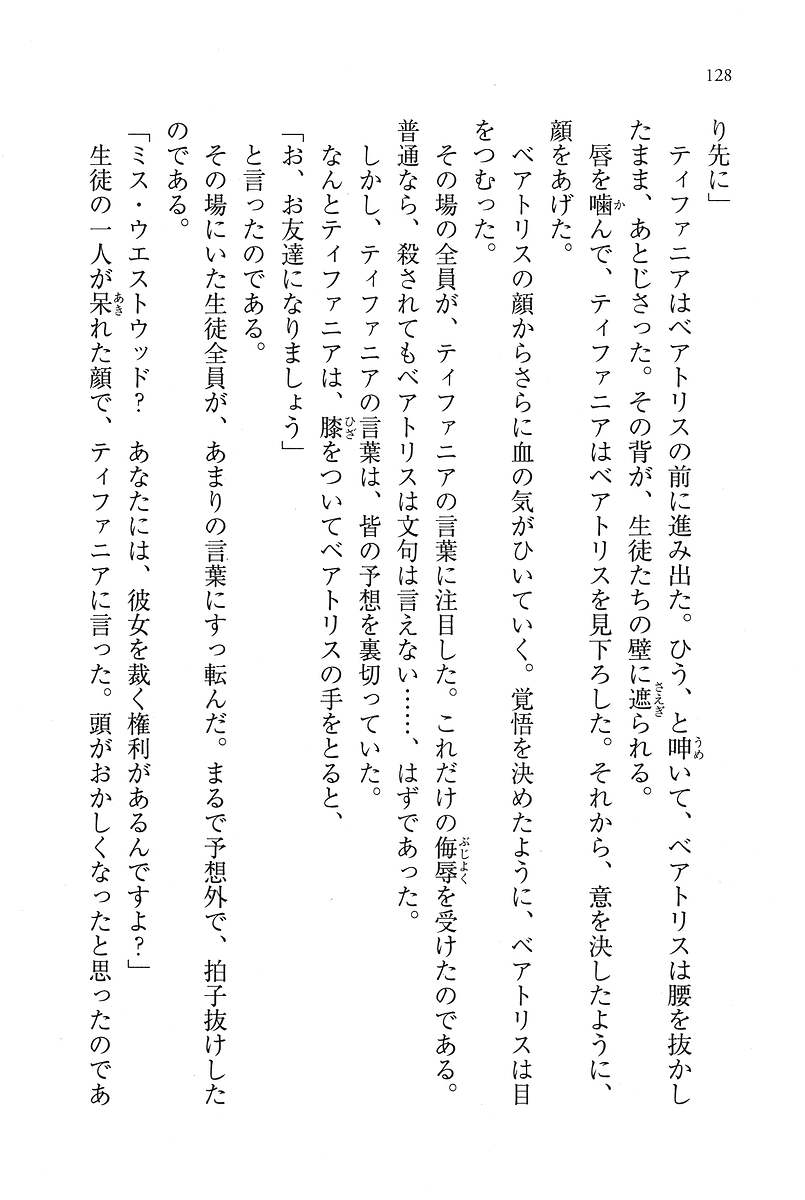 128
り先に」
ティファニアはベアトリスの前に進み出た。ひう、と呻いて、ベアトリスは腰を抜かし
たまま、あとじさった。その背が、生徒たちの壁に遮られる。
唇を噛んで、ティファニアはベアトリスを見下ろした。それから、意を決したように、
顔をあげた。
ベアトリスの顔からさらに血の気がひいていく。覚悟を決めたように、ベアトリスは目
をつむった。
その場の全員が、ティファニアの言葉に注目した。これだけの侮辱を受けたのである。
普通なら、殺されてもベアトリスは文句は言えない……、はずであった。
しかし、ティファニアの言葉は、皆の予想を裏切っていた。
なんとティファニアは、膝をついてベアトリスの手をとると、
「お、お友達になりましょう」
と言ったのである。
その場にいた生徒全員が、あまりの言葉にすっ転んだ。まるで予想外で、拍子抜けした
のである。
「ミス・ウエストウッド？　あなたには、彼女を裁く権利があるんですよ？」
生徒の一人が呆れた顔で、ティファニアに言った。頭がおかしくなったと思ったのであ